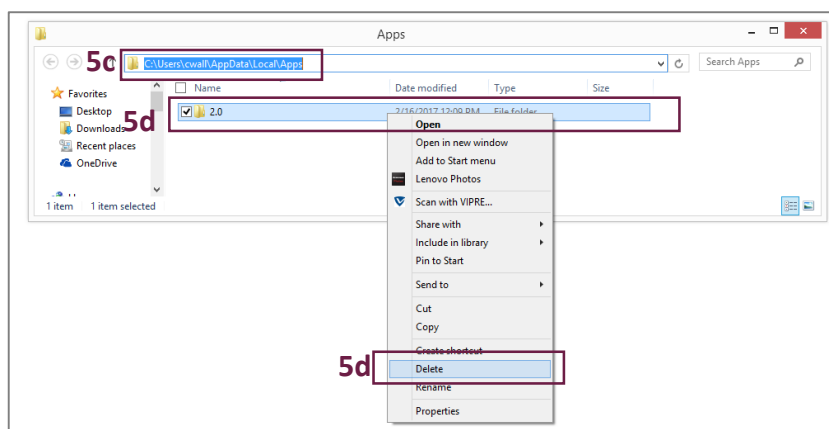 Apps
5c
C:\Users\cwall\AppData\Local\Apps
Search Apps
Favorites
Desktop
Downloads
Recent places
OneDrive
Name Date modified Type Size
5d
2.0 2/16/2017 12:09 PM File folder
1 item 1 item selected
Open
Open in new window
Add to Start menu
Lenovo Photos
Scan with VIPRE...
Share with
Include in library
Pin to Start
Send to
Cut
Copy
Create shortcut
5d
Delete
Rename
Properties